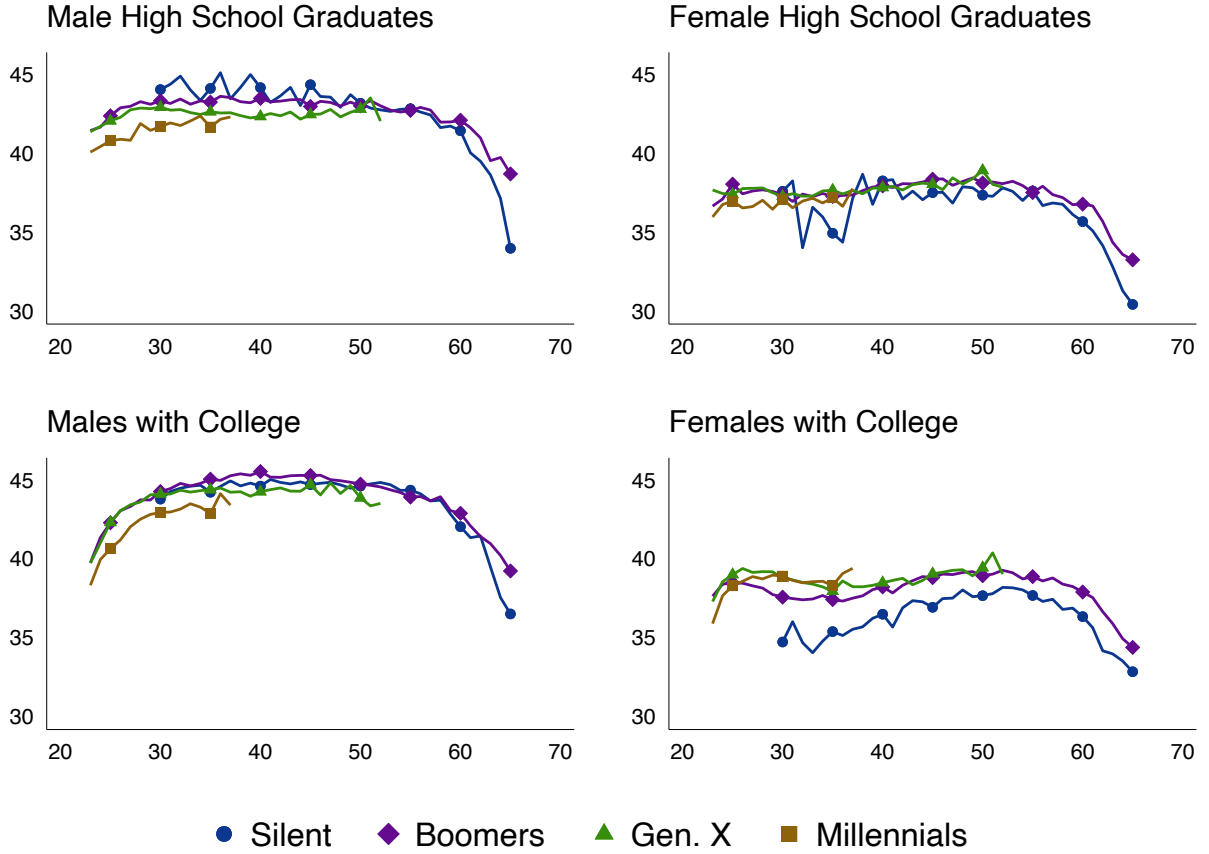 Male High School Graduates
45
40
35
30
20 30 40 50 60 70
Female High School Graduates
45
40
35
30
20 30 40 50 60 70
Males with College
45
40
35
30
20 30 40 50 60 70
Females with College
45
40
35
30
20 30 40 50 60 70
Silent Boomers Gen. X Millennials